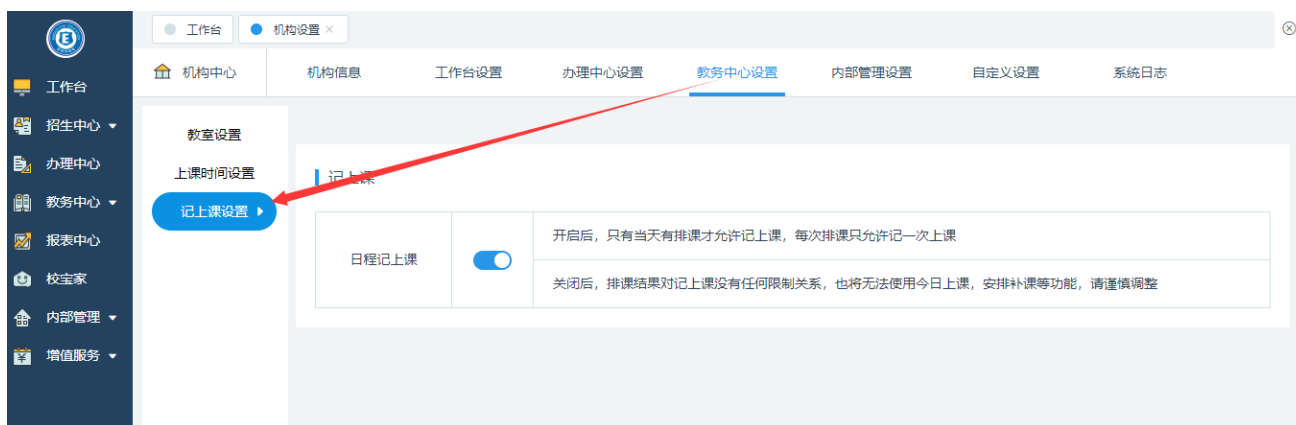 工作台
机构设置
机构中心
机构信息
工作台设置
办理中心设置
教务中心设置
内部管理设置
自定义设置
系统日志
工作台
招生中心
办理中心
教务中心
报表中心
校宝家
内部管理
增值服务
教室设置
上课时间设置
记上课设置
记上课
日程记上课
开启后，只有当天有排课才允许记上课，每次排课只允许记一次上课
关闭后，排课结果对记上课没有任何限制关系，也将无法使用今日上课，安排补课等功能，请谨慎调整